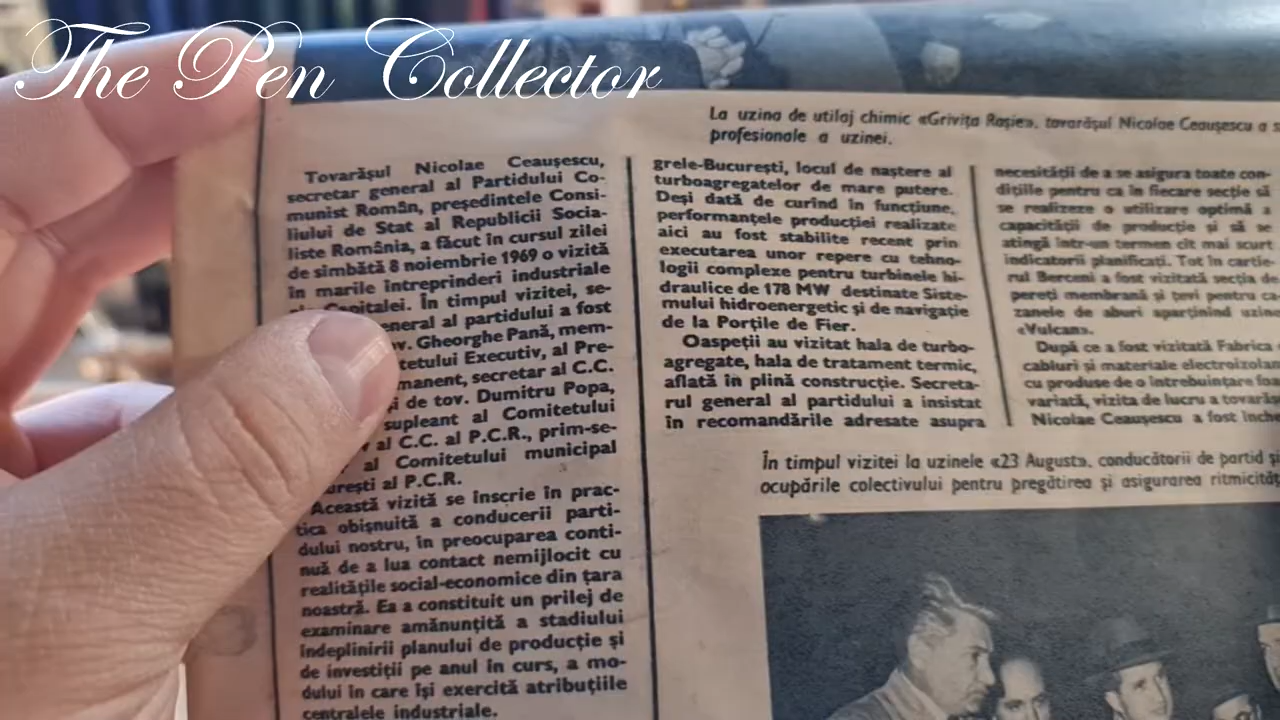 The Pen Collector
La uzina de utilaj chimic «Grivița Roșie», tovarășul Nicolae Ceaușescu a s
profesionale a uzinei.
Tovarășul Nicolae Ceaușescu,
secretar general al Partidului Co-
munist Român, președintele Consi-
liului de Stat al Republicii Socia-
liste România, a făcut în cursul zilei
de sîmbătă 8 noiembrie 1969 o vizită
în marile întreprinderi industriale
Capitalei. În timpul vizitei, se-
eneral al partidului a fost
Gheorghe Pană, mem-
tetului Executiv, al Pre-
manent, secretar al C.C.
i de tov. Dumitru Popa,
supleant al Comitetului
al C.C. al P.C.R., prim-se-
al Comitetului municipal
urești al P.C.R.
Această vizită se înscrie în prac-
tica obișnuită a conducerii parti-
dului nostru, în preocuparea conti-
nuă de a lua contact nemijlocit cu
realitățile social-economice din țara
noastră. Ea a constituit un prilej de
examinare amănunțită a stadiului
îndeplinirii planului de producție și
de investiții pe anul în curs, a mo-
dului în care își exercită atribuțiile
centralele industriale.
grele-București, locul de naștere al
turboagregatelor de mare putere.
Deși dată de curînd în funcțiune,
performanțele producției realizate
aici au fost stabilite recent prin
executarea unor repere cu tehno-
logii complexe pentru turbinele hi-
draulice de 178 MW destinate Siste-
mului hidroenergetic și de navigație
de la Porțile de Fier.
Oaspeții au vizitat hala de turbo-
agregate, hala de tratament termic,
aflată în plină construcție. Secreta-
rul general al partidului a insistat
în recomandările adresate asupra
necesității de a se asigura toate con-
dițiile pentru ca în fiecare secție să
se realizeze o utilizare optimă a
capacității de producție și să se
atingă într-un termen cît mai scurt
indicatorii planificați. Tot în cartie-
rul Berceni a fost vizitată secția de
pereți membrană și țevi pentru ca
zanele de aburi aparținînd uzine
«Vulcan».
După ce a fost vizitată Fabrica
cabluri și materiale electroizolan
cu produse de o întrebuințare foa
variată, vizita de lucru a tovarăș
Nicolae Ceaușescu a fost închei
În timpul vizitei la uzinele «23 August», conducătorii de partid și
ocupările colectivului pentru pregătirea și asigurarea ritmicităț